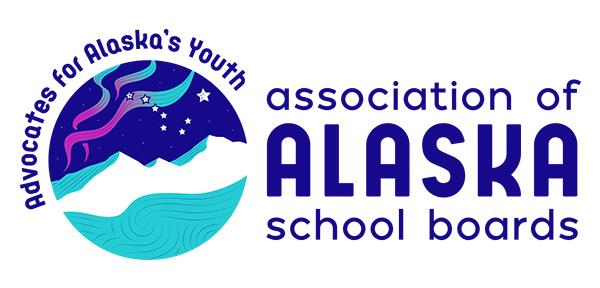 Advocates for Alaska's Youth
association of
ALASKA
school boards